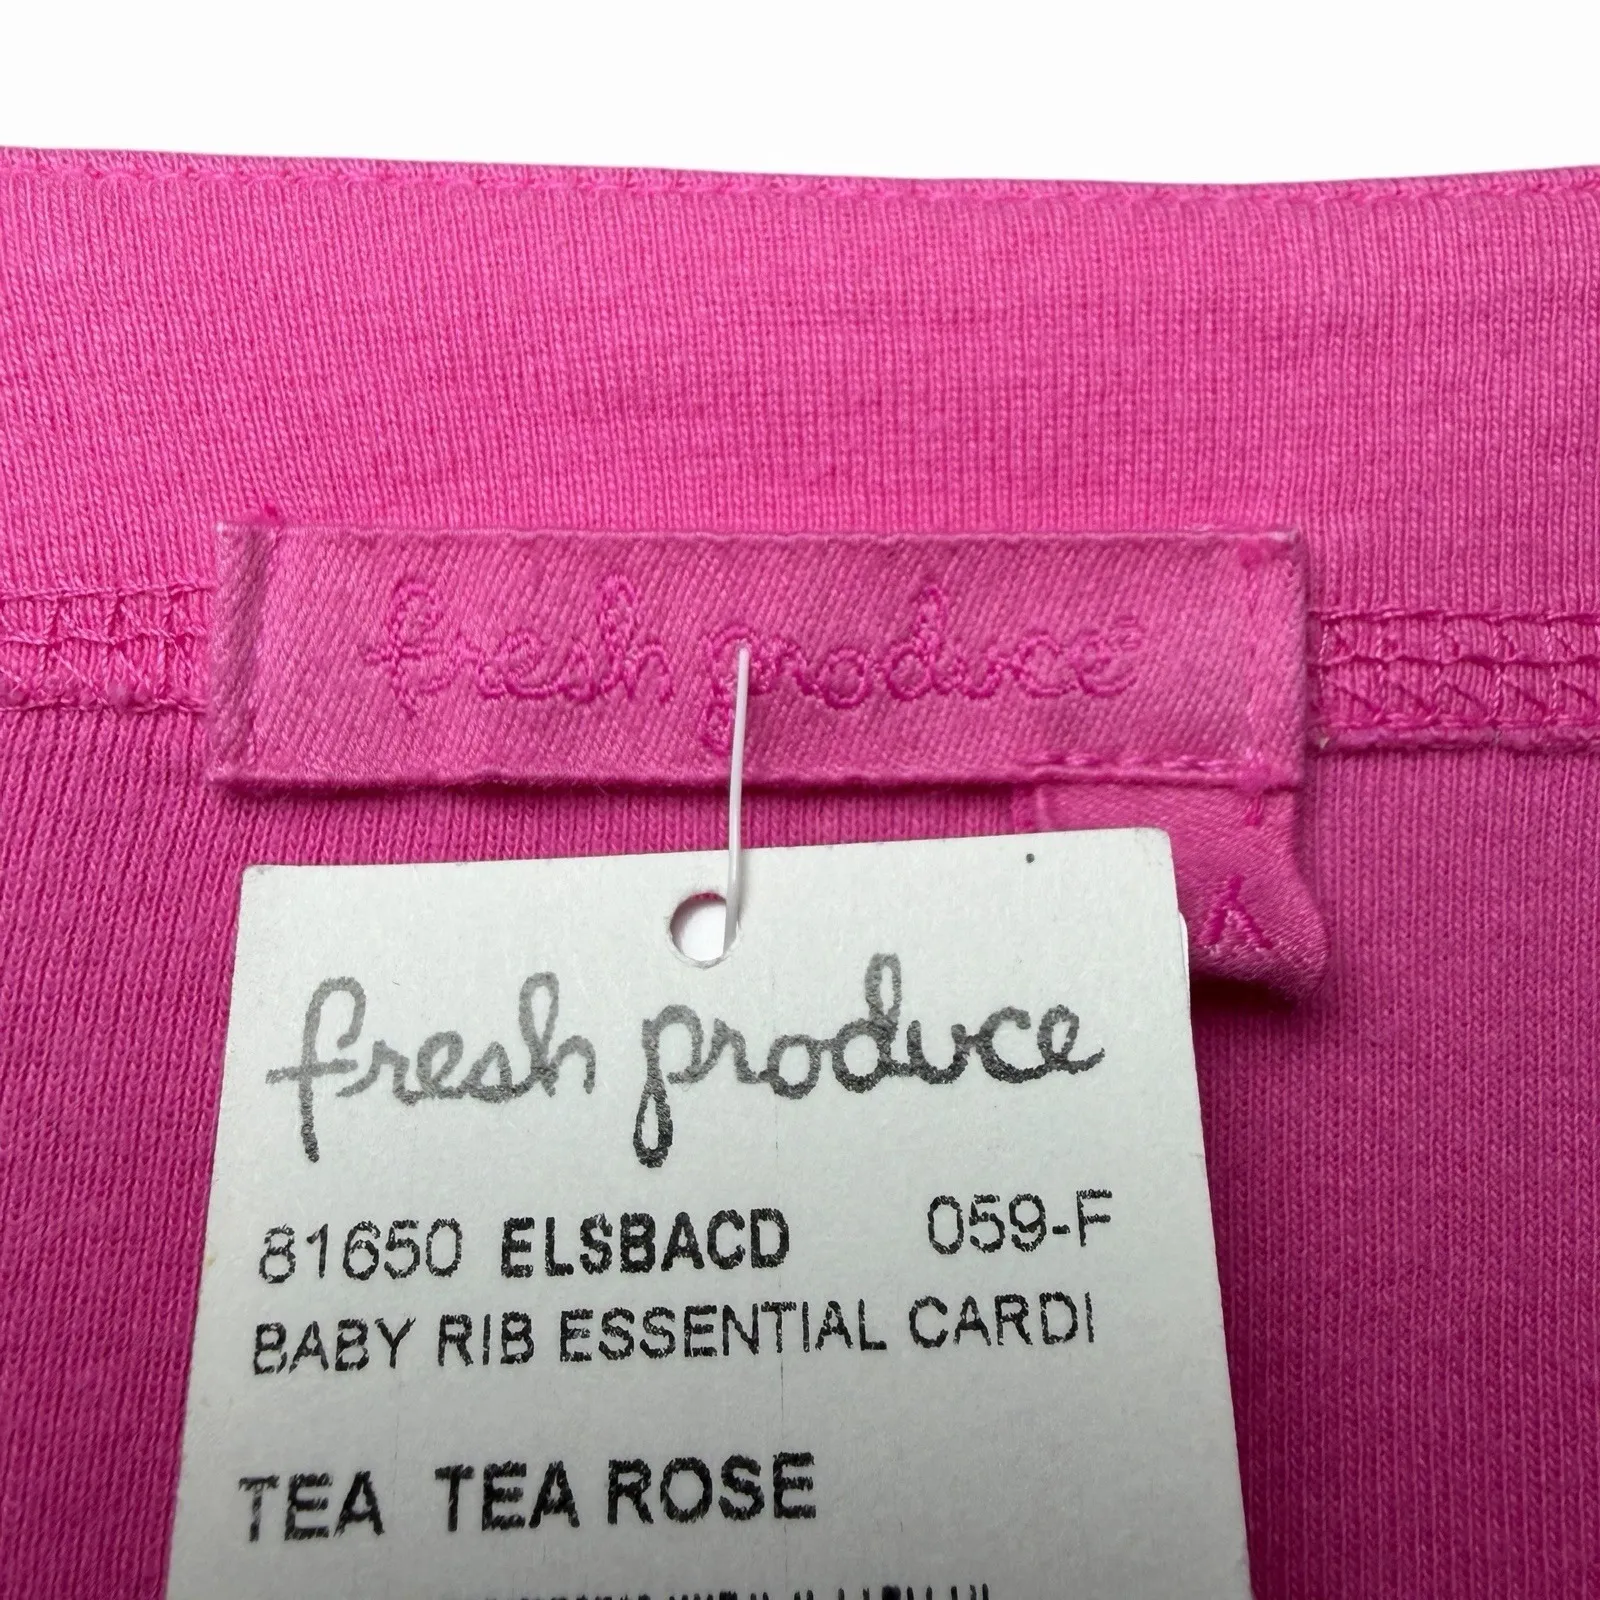 fresh produce®
fresh produce
81650 ELSBACD 059-F
BABY RIB ESSENTIAL CARDI
TEA TEA ROSE